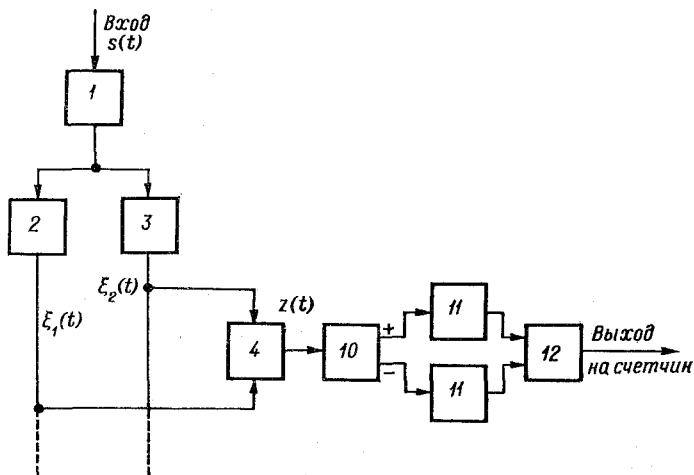 Вход
s(t)
1
2
3
ξ₁(t)
ξ₂(t)
z(t)
4
10
+
−
11
11
12
Выход
на счетчик